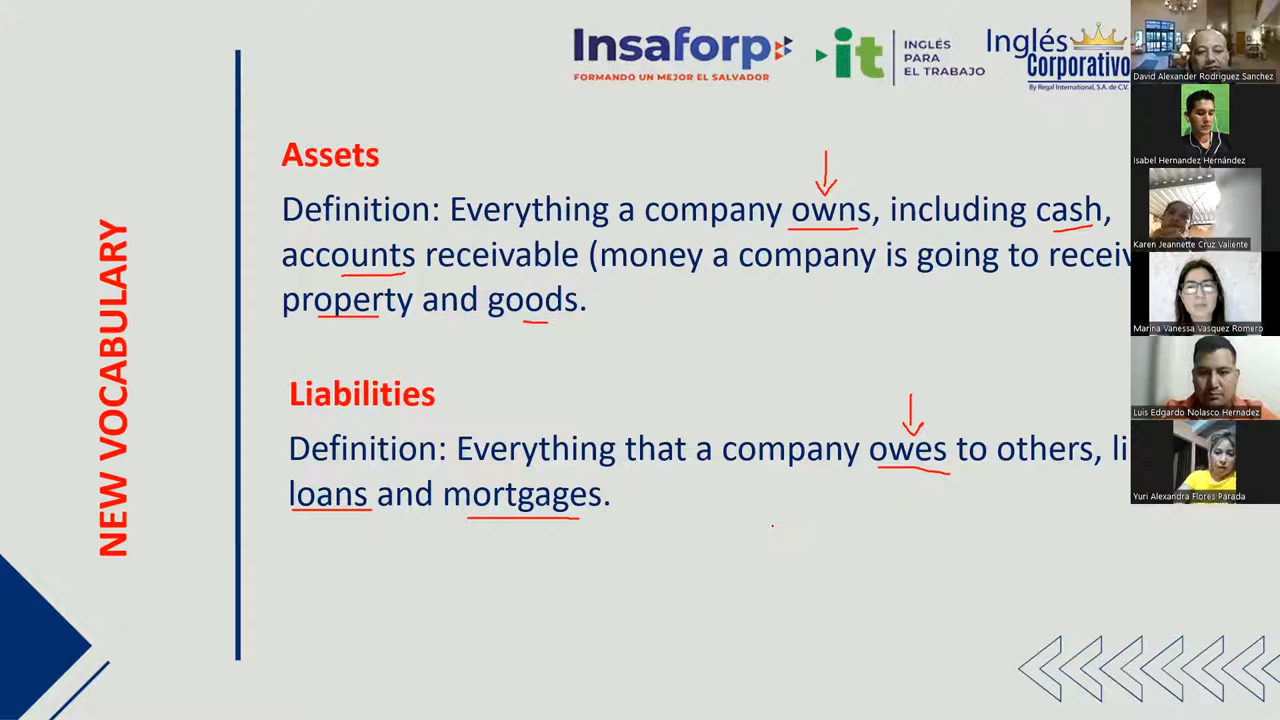 Insaforp
FORMANDO UN MEJOR EL SALVADOR
it
INGLÉS
PARA
EL TRABAJO
Inglés
Corporativo
By Regal International, S.A. de C.V.
NEW VOCABULARY
Assets
Definition: Everything a company owns, including cash,
accounts receivable (money a company is going to receiv
property and goods.
Liabilities
Definition: Everything that a company owes to others, li
loans and mortgages.
David Alexander Rodriguez Sanchez
Isabel Hernandez Hernández
Karen Jeannette Cruz Valiente
Marina Vanessa Vasquez Romero
Luis Edgardo Nolasco Hernadez
Yuri Alexandra Flores Parada